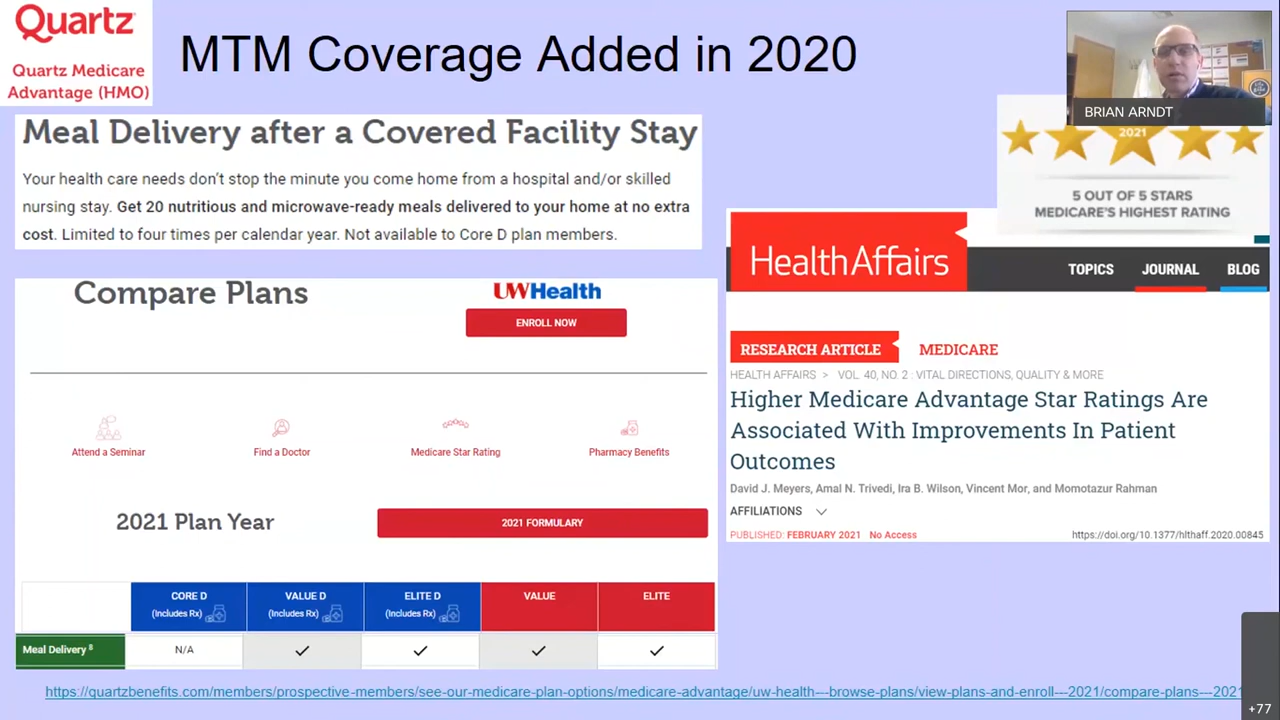 Quartz
Quartz Medicare
Advantage (HMO)
MTM Coverage Added in 2020
BRIAN ARNDT
Meal Delivery after a Covered Facility Stay
Your health care needs don't stop the minute you come home from a hospital and/or skilled
nursing stay. Get 20 nutritious and microwave-ready meals delivered to your home at no extra
cost. Limited to four times per calendar year. Not available to Core D plan members.
2021
5 OUT OF 5 STARS
MEDICARE'S HIGHEST RATING
HealthAffairs
TOPICS JOURNAL BLOG
RESEARCH ARTICLE MEDICARE
HEALTH AFFAIRS > VOL. 40, NO. 2 : VITAL DIRECTIONS, QUALITY & MORE
Higher Medicare Advantage Star Ratings Are
Associated With Improvements In Patient
Outcomes
David J. Meyers, Amal N. Trivedi, Ira B. Wilson, Vincent Mor, and Momotazur Rahman
AFFILIATIONS
PUBLISHED: FEBRUARY 2021 No Access https://doi.org/10.1377/hlthaff.2020.00845
Compare Plans
UWHealth
ENROLL NOW
Attend a Seminar Find a Doctor Medicare Star Rating Pharmacy Benefits
2021 Plan Year 2021 FORMULARY
CORE D VALUE D ELITE D VALUE ELITE
(Includes Rx) (Includes Rx) (Includes Rx)
Meal Delivery 8 N/A ✓ ✓ ✓ ✓
https://quartzbenefits.com/members/prospective-members/see-our-medicare-plan-options/medicare-advantage/uw-health---browse-plans/view-plans-and-enroll---2021/compare-plans---2021
+77